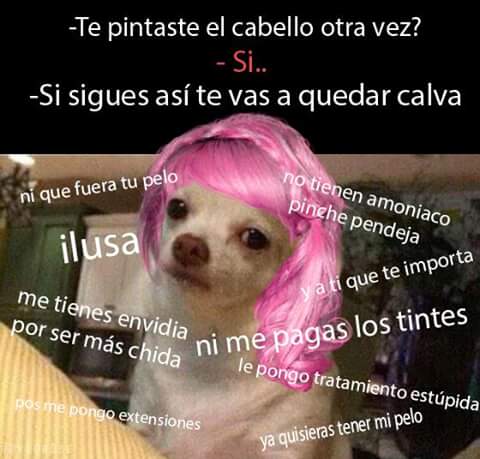 -Te pintaste el cabello otra vez?
- Si..
-Si sigues así te vas a quedar calva
ni que fuera tu pelo
no tienen amoniaco
pinche pendeja
ilusa
y a ti que te importa
me tienes envidia
por ser más chida
ni me pagas los tintes
le pongo tratamiento estúpida
pos me pongo extensiones
ya quisieras tener mi pelo